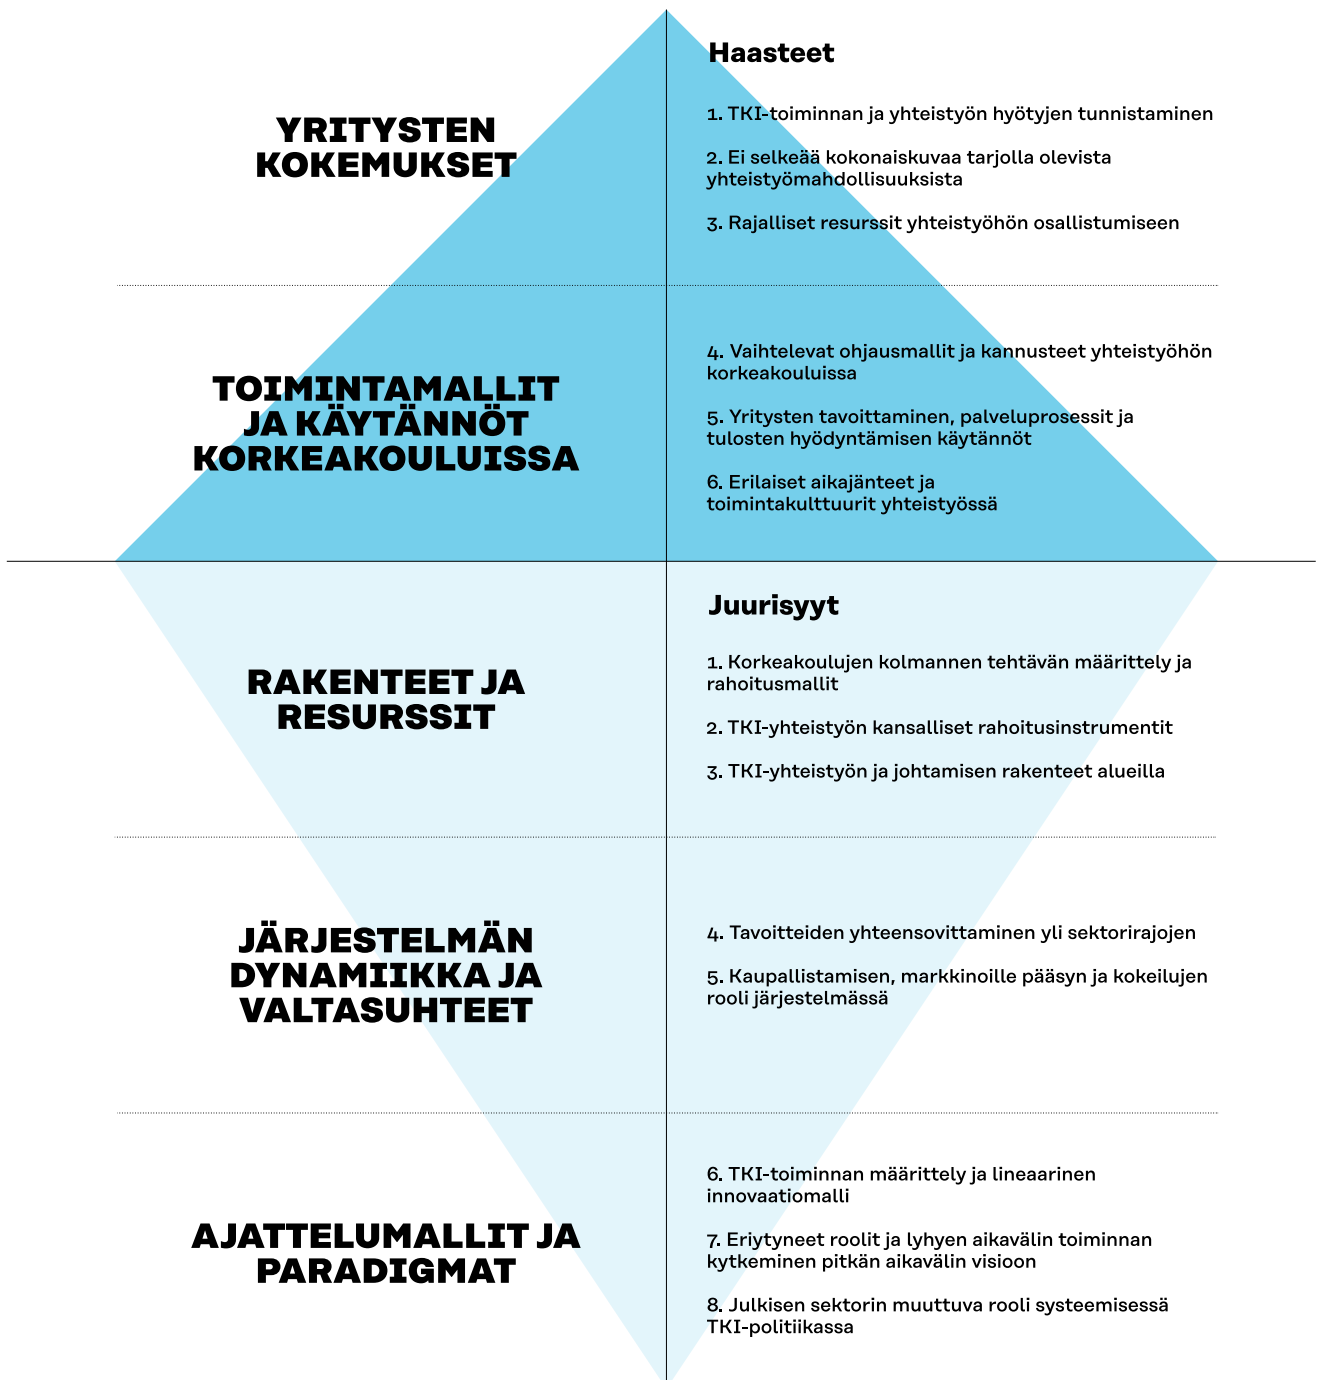 YRITYSTEN
KOKEMUKSET
Haasteet
1. TKI-toiminnan ja yhteistyön hyötyjen tunnistaminen
2. Ei selkeää kokonaiskuvaa tarjolla olevista
yhteistyömahdollisuuksista
3. Rajalliset resurssit yhteistyöhön osallistumiseen
TOIMINTAMALLIT
JA KÄYTÄNNÖT
KORKEAKOULUISSA
4. Vaihtelevat ohjausmallit ja kannusteet yhteistyöhön
korkeakouluissa
5. Yritysten tavoittaminen, palveluprosessit ja
tulosten hyödyntämisen käytännöt
6. Erilaiset aikajänteet ja
toimintakulttuurit yhteistyössä
RAKENTEET JA
RESURSSIT
Juurisyyt
1. Korkeakoulujen kolmannen tehtävän määrittely ja
rahoitusmallit
2. TKI-yhteistyön kansalliset rahoitusinstrumentit
3. TKI-yhteistyön ja johtamisen rakenteet alueilla
JÄRJESTELMÄN
DYNAMIIKKA JA
VALTASUHTEET
4. Tavoitteiden yhteensovittaminen yli sektorirajojen
5. Kaupallistamisen, markkinoille pääsyn ja kokeilujen
rooli järjestelmässä
AJATTELUMALLIT JA
PARADIGMAT
6. TKI-toiminnan määrittely ja lineaarinen
innovaatiomalli
7. Eriytyneet roolit ja lyhyen aikavälin toiminnan
kytkeminen pitkän aikavälin visioon
8. Julkisen sektorin muuttuva rooli systeemisessä
TKI-politiikassa